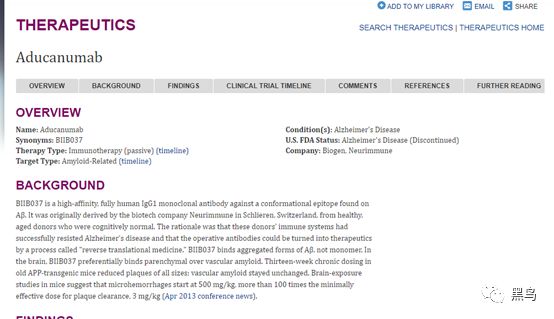 ADD TO MY LIBRARY EMAIL SHARE
THERAPEUTICS
SEARCH THERAPEUTICS | THERAPEUTICS HOME
Aducanumab
OVERVIEW BACKGROUND FINDINGS CLINICAL TRIAL TIMELINE COMMENTS REFERENCES FURTHER READING
OVERVIEW
Name: Aducanumab Condition(s): Alzheimer's Disease
Synonyms: BIIB037 U.S. FDA Status: Alzheimer's Disease (Discontinued)
Therapy Type: Immunotherapy (passive) (timeline) Company: Biogen, Neurimmune
Target Type: Amyloid-Related (timeline)
BACKGROUND
BIIB037 is a high-affinity, fully human IgG1 monoclonal antibody against a conformational epitope found on
Aβ. It was originally derived by the biotech company Neurimmune in Schlieren, Switzerland, from healthy,
aged donors who were cognitively normal. The rationale was that these donors' immune systems had
successfully resisted Alzheimer's disease and that the operative antibodies could be turned into therapeutics
by a process called "reverse translational medicine." BIIB037 binds aggregated forms of Aβ, not monomer. In
the brain, BIIB037 preferentially binds parenchymal over vascular amyloid. Thirteen-week chronic dosing in
old APP-transgenic mice reduced plaques of all sizes; vascular amyloid stayed unchanged. Brain-exposure
studies in mice suggest that microhemorrhages start at 500 mg/kg, more than 100 times the minimally
effective dose for plaque clearance, 3 mg/kg (Apr 2013 conference news).
黑鸟
FINDINGS